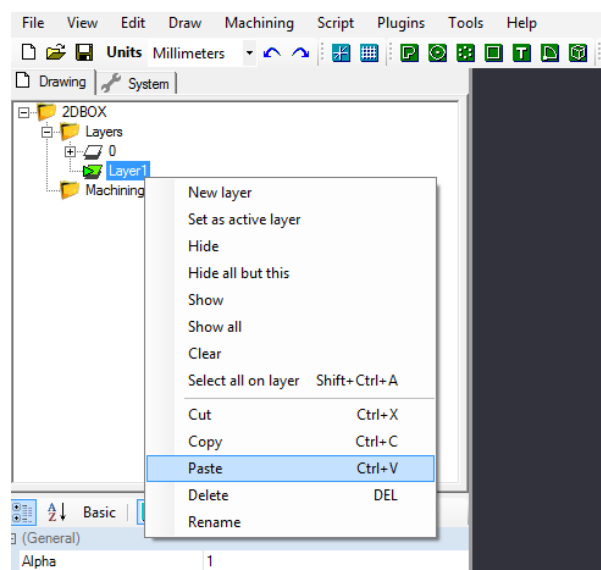 File View Edit Draw Machining Script Plugins Tools Help
Units Millimeters
Drawing System
2DBOX
Layers
0
Layer1
Machining
New layer
Set as active layer
Hide
Hide all but this
Show
Show all
Clear
Select all on layer Shift+Ctrl+A
Cut Ctrl+X
Copy Ctrl+C
Paste Ctrl+V
Delete DEL
Rename
Basic
(General)
Alpha 1